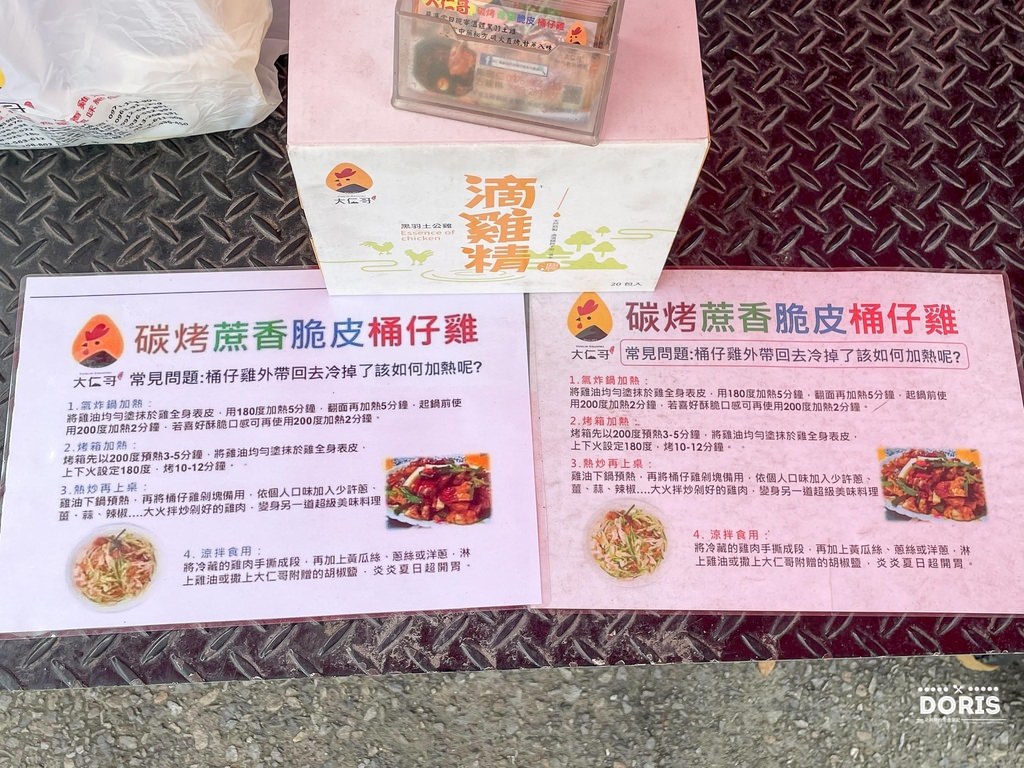 大仁哥 碳烤蔗香脆皮桶仔雞
大仁哥
滴雞精
黑羽土公雞
Essence of
chicken
20包入
大仁哥
碳烤蔗香脆皮桶仔雞
常見問題:桶仔雞外帶回去冷掉了該如何加熱呢?
1.氣炸鍋加熱:
將雞油均勻塗抹於雞全身表皮,用180度加熱5分鐘,翻面再加熱5分鐘,起鍋前使
用200度加熱2分鐘,若喜好酥脆口感可再使用200度加熱2分鐘。
2.烤箱加熱:
烤箱先以200度預熱3-5分鐘,將雞油均勻塗抹於雞全身表皮,
上下火設定180度,烤10-12分鐘。
3.熱炒再上桌:
雞油下鍋預熱,再將桶仔雞剁塊備用,依個人口味加入少許蔥、
薑、蒜、辣椒....大火拌炒剁好的雞肉,變身另一道超級美味料理
4. 涼拌食用:
將冷藏的雞肉手撕成段,再加上黃瓜絲、蔥絲或洋蔥,淋
上雞油或撒上大仁哥附贈的胡椒鹽,炎炎夏日超開胃。
大仁哥
碳烤蔗香脆皮桶仔雞
常見問題:桶仔雞外帶回去冷掉了該如何加熱呢?
1.氣炸鍋加熱:
將雞油均勻塗抹於雞全身表皮,用180度加熱5分鐘,翻面再加熱5分鐘,起鍋前使
用200度加熱2分鐘,若喜好酥脆口感可再使用200度加熱2分鐘。
2.烤箱加熱:
烤箱先以200度預熱3-5分鐘,將雞油均勻塗抹於雞全身表皮,
上下火設定180度,烤10-12分鐘。
3.熱炒再上桌:
雞油下鍋預熱,再將桶仔雞剁塊備用,依個人口味加入少許蔥、
薑、蒜、辣椒....大火拌炒剁好的雞肉,變身另一道超級美味料理
4. 涼拌食用:
將冷藏的雞肉手撕成段,再加上黃瓜絲、蔥絲或洋蔥,淋
上雞油或撒上大仁哥附贈的胡椒鹽,炎炎夏日超開胃。
DORIS